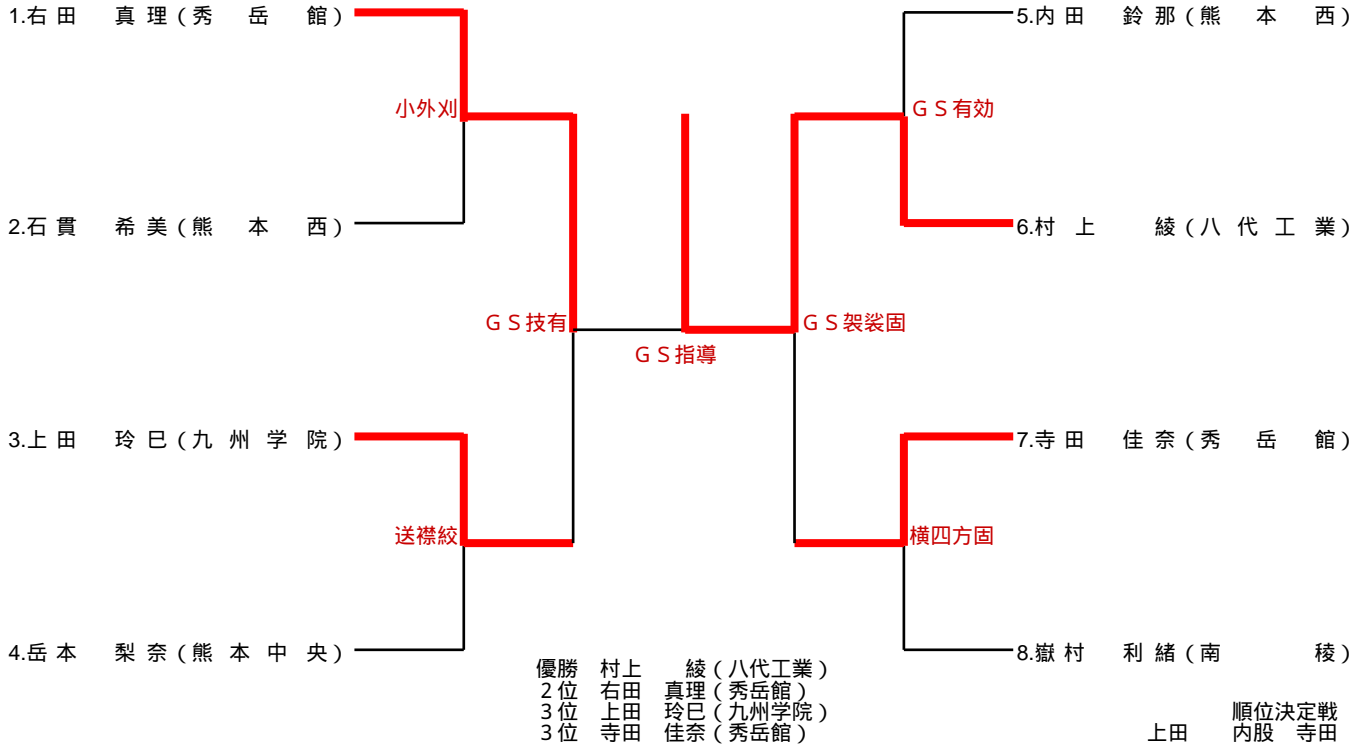 1.右田 真理(秀岳館)
5.内田 鈴那(熊本西)
小外刈
GS有効
2.石貫 希美(熊本西)
6.村上 綾(八代工業)
GS技有
GS袈裟固
GS指導
3.上田 玲巳(九州学院)
7.寺田 佳奈(秀岳館)
送襟絞
横四方固
4.岳本 梨奈(熊本中央)
8.嶽村 利緒(南稜)
優勝 村上 綾(八代工業)
2位 右田 真理(秀岳館)
3位 上田 玲巳(九州学院)
3位 寺田 佳奈(秀岳館)
順位決定戦
上田 内股 寺田